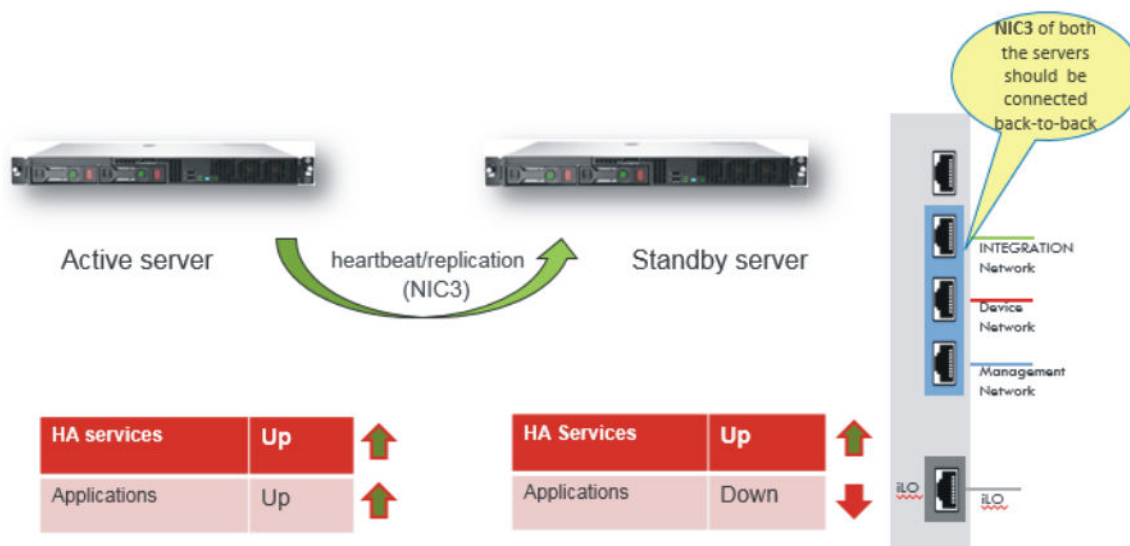 NIC3 of both
the servers
should be
connected
back-to-back
Active server
heartbeat/replication
(NIC3)
Standby server
INTEGRATION
Network
Device
Network
Management
Network
HA services Up
Applications Up
HA Services Up
Applications Down
iLO
iLO